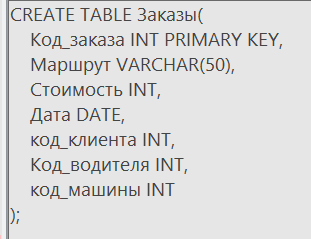 CREATE TABLE Заказы(
Код_заказа INT PRIMARY KEY,
Маршрут VARCHAR(50),
Стоимость INT,
Дата DATE,
код_клиента INT,
Код_водителя INT,
код_машины INT
);